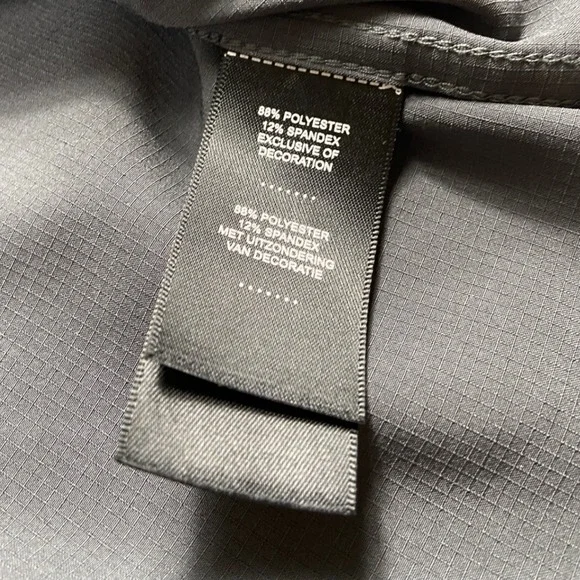 88% POLYESTER
12% SPANDEX
EXCLUSIVE OF
DECORATION
.......
88% POLYESTER
12% SPANDEX
MET UITZONDERING
VAN DECORATIE
.......